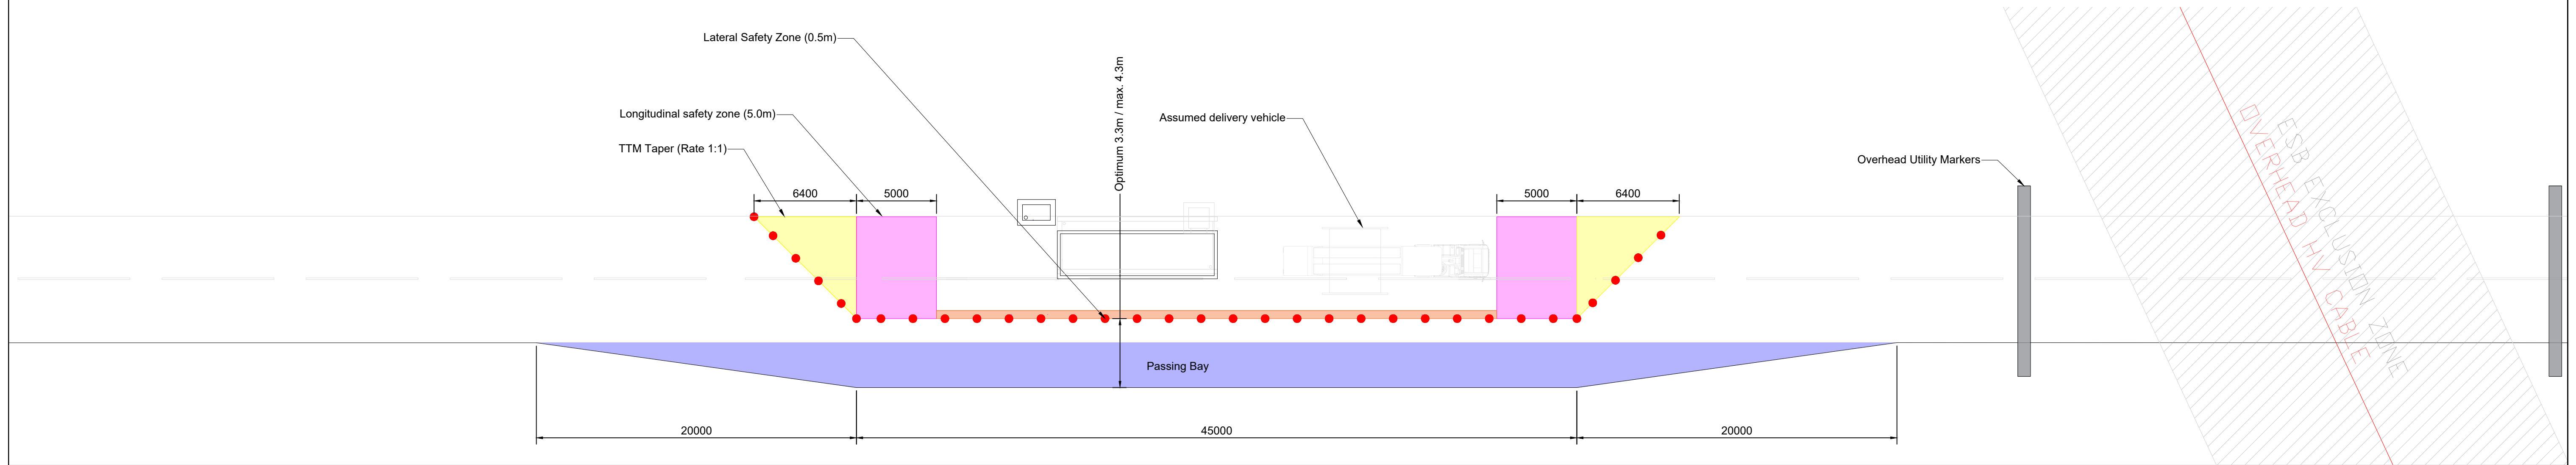 Lateral Safety Zone (0.5m)
Optimum 3.3m / max. 4.3m
Longitudinal safety zone (5.0m)
Assumed delivery vehicle
TTM Taper (Rate 1:1)
Overhead Utility Markers
6400
5000
5000
6400
ESB EXCLUSION ZONE
OVERHEAD HV CABLE
Passing Bay
20000
45000
20000